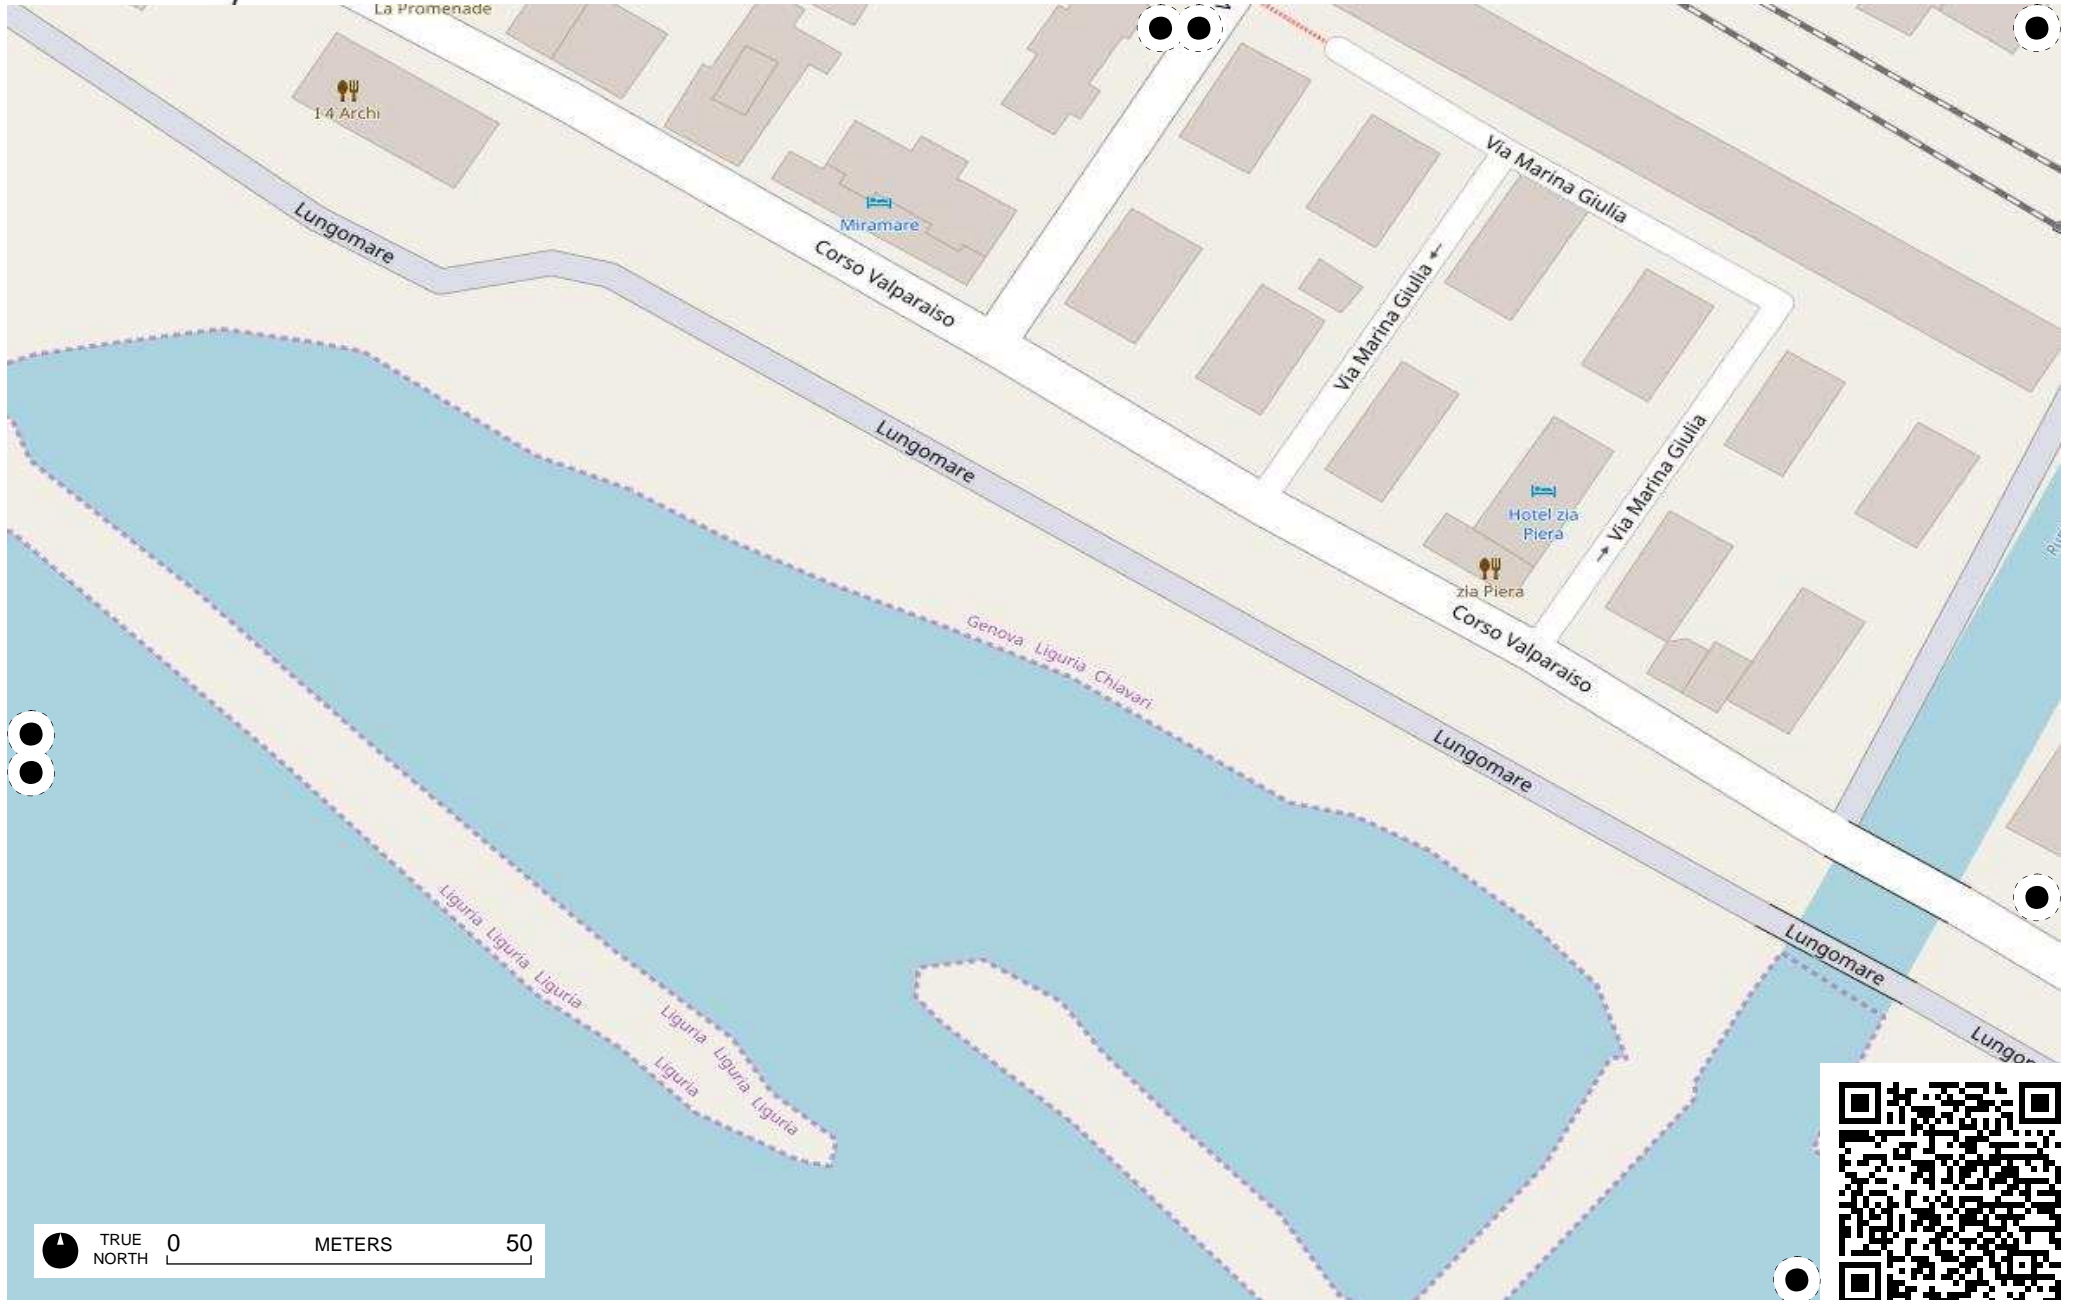 La Promenade
I 4 Archi
Via Marina Giulia
Lungomare
Miramare
Corso Valparaiso
Via Marina Giulia
Lungomare
Via Marina Giulia
Hotel zia
Piera
zia Piera
Corso Valparaiso
Genova Liguria Chiavari
Lungomare
Liguria Liguria Liguria
Lungomare
Liguria Liguria Liguria
Liguria
TRUE
NORTH
0 METERS 50